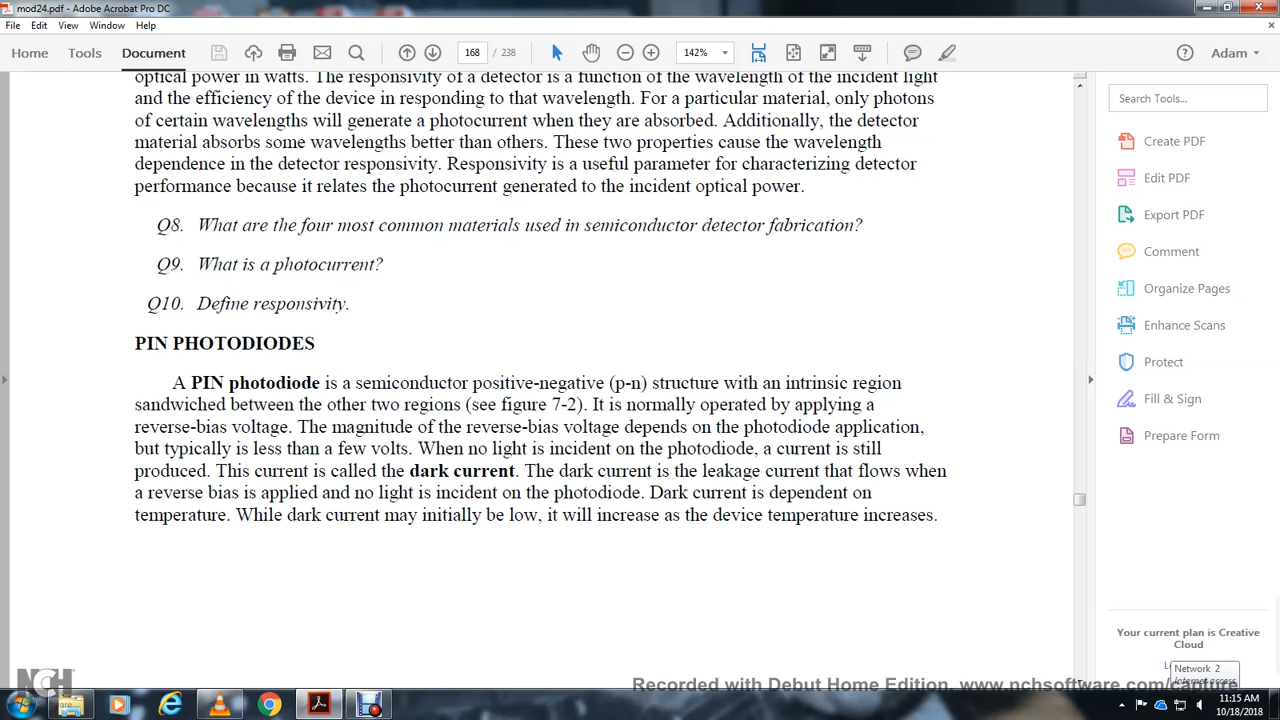 mod24.pdf - Adobe Acrobat Pro DC
File Edit View Window Help
Home Tools Document 168 / 238 142% Adam
optical power in watts. The responsivity of a detector is a function of the wavelength of the incident light
and the efficiency of the device in responding to that wavelength. For a particular material, only photons
of certain wavelengths will generate a photocurrent when they are absorbed. Additionally, the detector
material absorbs some wavelengths better than others. These two properties cause the wavelength
dependence in the detector responsivity. Responsivity is a useful parameter for characterizing detector
performance because it relates the photocurrent generated to the incident optical power.
Q8. What are the four most common materials used in semiconductor detector fabrication?
Q9. What is a photocurrent?
Q10. Define responsivity.
PIN PHOTODIODES
A PIN photodiode is a semiconductor positive-negative (p-n) structure with an intrinsic region
sandwiched between the other two regions (see figure 7-2). It is normally operated by applying a
reverse-bias voltage. The magnitude of the reverse-bias voltage depends on the photodiode application,
but typically is less than a few volts. When no light is incident on the photodiode, a current is still
produced. This current is called the dark current. The dark current is the leakage current that flows when
a reverse bias is applied and no light is incident on the photodiode. Dark current is dependent on
temperature. While dark current may initially be low, it will increase as the device temperature increases.
Search Tools...
Create PDF
Edit PDF
Export PDF
Comment
Organize Pages
Enhance Scans
Protect
Fill & Sign
Prepare Form
Your current plan is Creative
Cloud
Network 2
Internet access
NCH
Recorded with Debut Home Edition. www.nchsoftware.com/capture
11:15 AM
10/18/2018